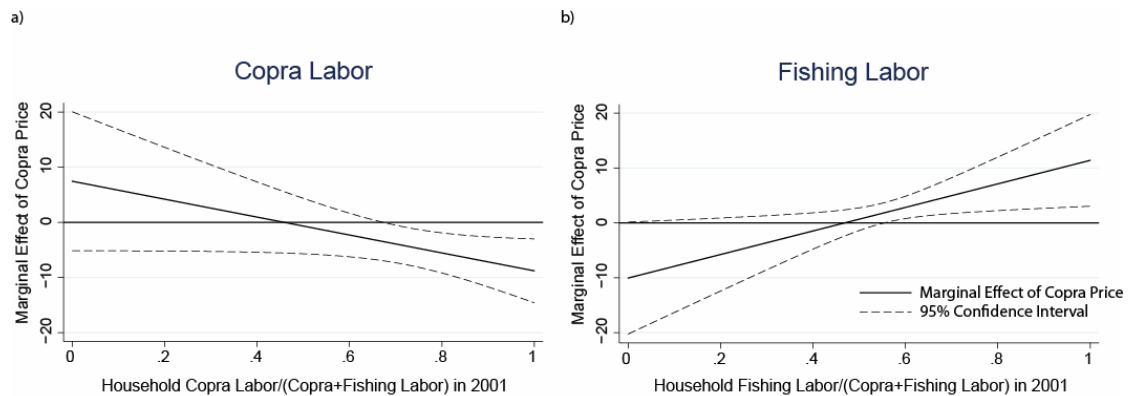 a)
Copra Labor
Marginal Effect of Copra Price
20
10
0
-10
-20
0 .2 .4 .6 .8 1
Household Copra Labor/(Copra+Fishing Labor) in 2001
b)
Fishing Labor
Marginal Effect of Copra Price
20
10
0
-10
-20
0 .2 .4 .6 .8 1
Household Fishing Labor/(Copra+Fishing Labor) in 2001
Marginal Effect of Copra Price
95% Confidence Interval